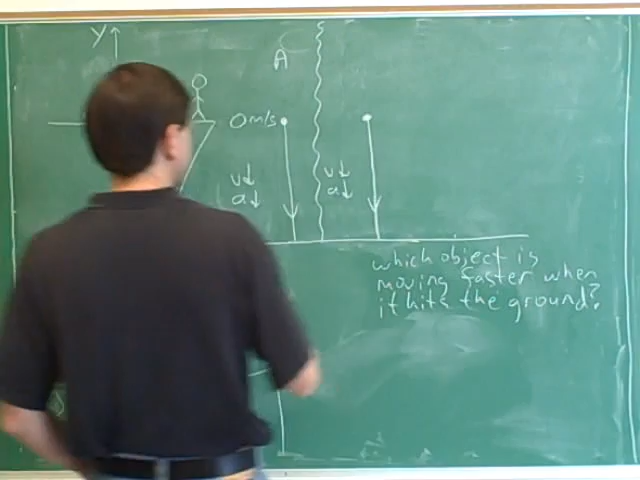 Y
A
0 m/s
v↓
a↓
v↓
a↓
which object is
moving faster when
it hits the ground?